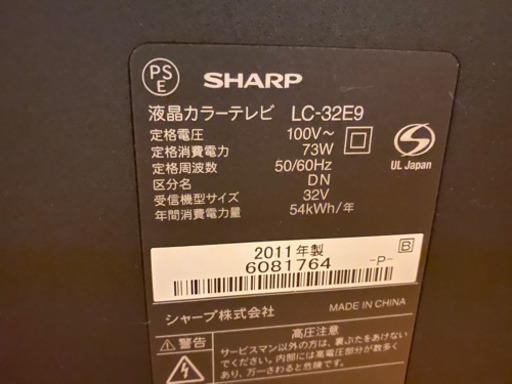 PS
E
SHARP
液晶カラーテレビ LC-32E9
定格電圧 100V～
定格消費電力 73W
定格周波数 50/60Hz
区分名 DN
受信機型サイズ 32V
年間消費電力量 54kWh/年
UL Japan
2011年製 B
6081764 -P-
シャープ株式会社 MADE IN CHINA
警告
高圧注意
サービスマン以外の方は、裏ぶたをあけない
でください。内部には高電圧部分が数多く
あり、万一さわると危険です。